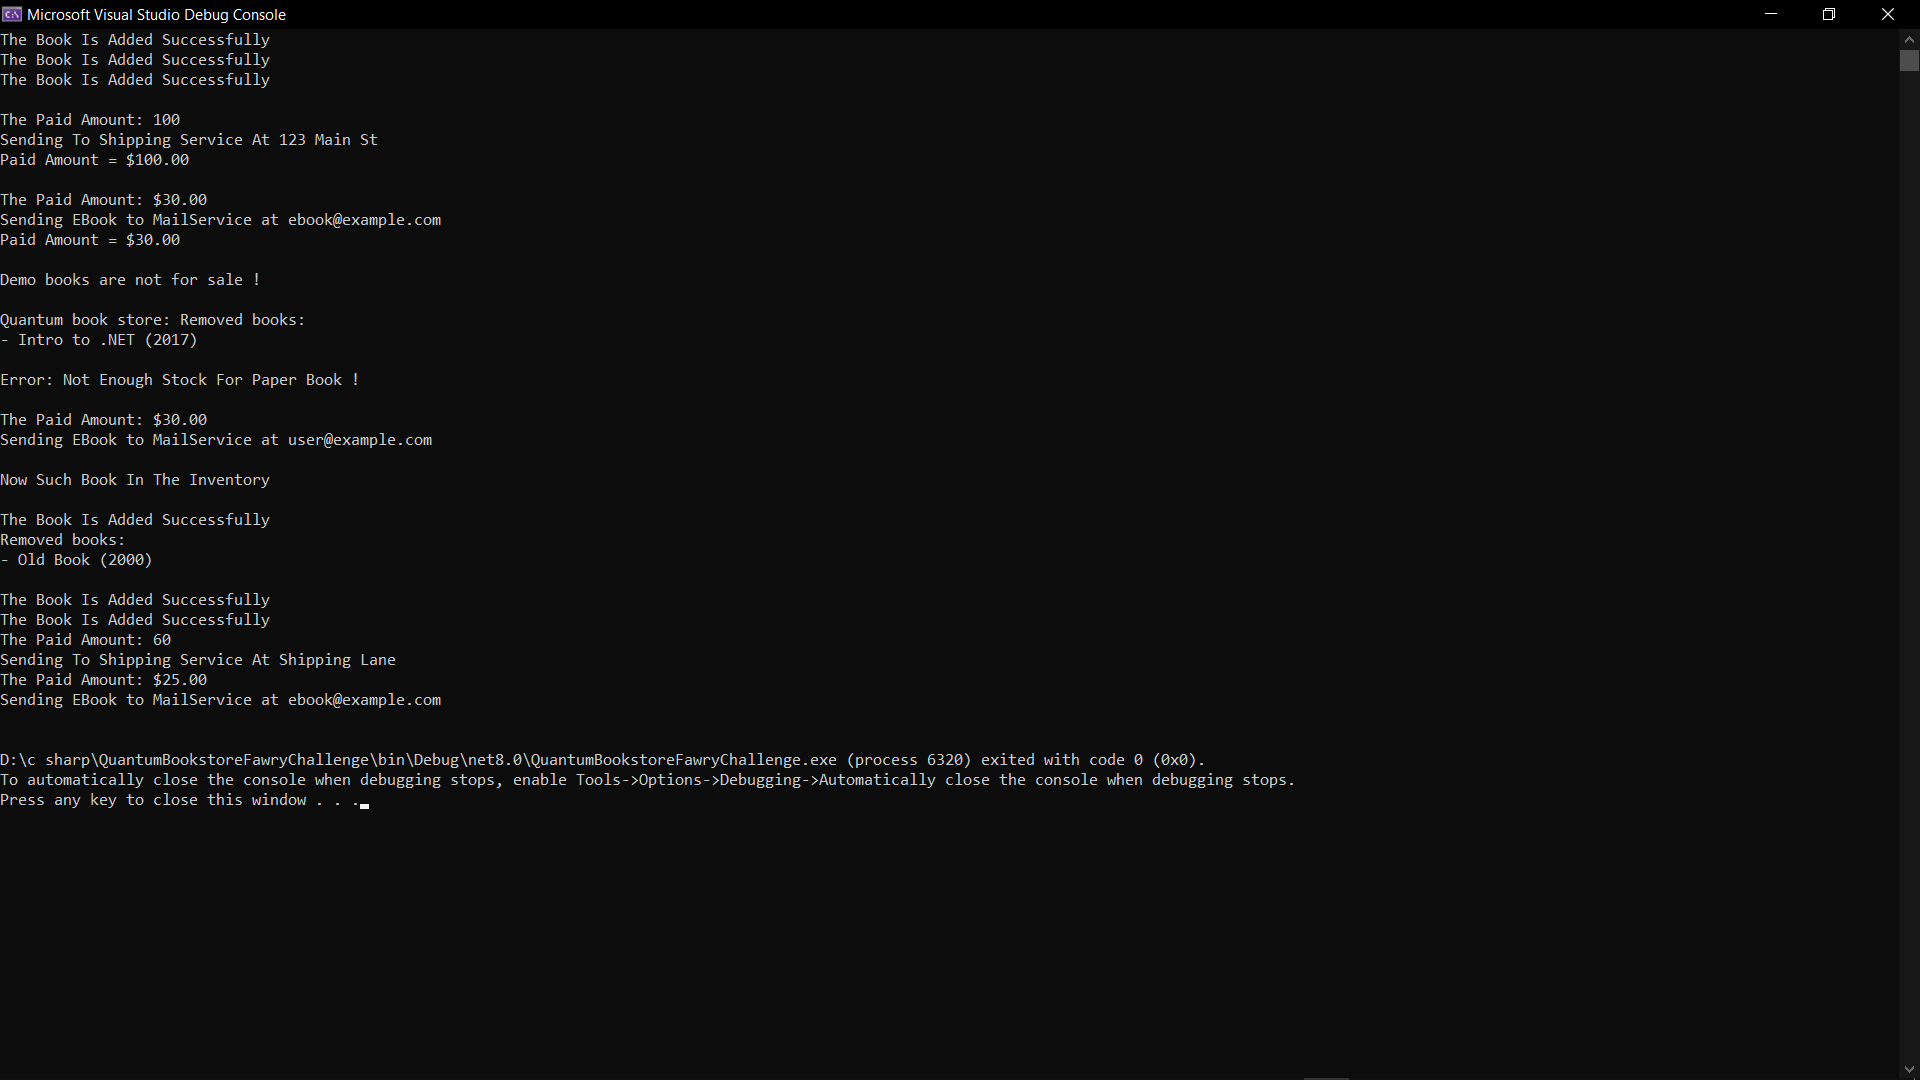 Microsoft Visual Studio Debug Console
The Book Is Added Successfully
The Book Is Added Successfully
The Book Is Added Successfully
The Paid Amount: 100
Sending To Shipping Service At 123 Main St
Paid Amount = $100.00
The Paid Amount: $30.00
Sending EBook to MailService at ebook@example.com
Paid Amount = $30.00
Demo books are not for sale !
Quantum book store: Removed books:
- Intro to .NET (2017)
Error: Not Enough Stock For Paper Book !
The Paid Amount: $30.00
Sending EBook to MailService at user@example.com
Now Such Book In The Inventory
The Book Is Added Successfully
Removed books:
- Old Book (2000)
The Book Is Added Successfully
The Book Is Added Successfully
The Paid Amount: 60
Sending To Shipping Service At Shipping Lane
The Paid Amount: $25.00
Sending EBook to MailService at ebook@example.com
D:\c sharp\QuantumBookstoreFawryChallenge\bin\Debug\net8.0\QuantumBookstoreFawryChallenge.exe (process 6320) exited with code 0 (0x0).
To automatically close the console when debugging stops, enable Tools->Options->Debugging->Automatically close the console when debugging stops.
Press any key to close this window . . .